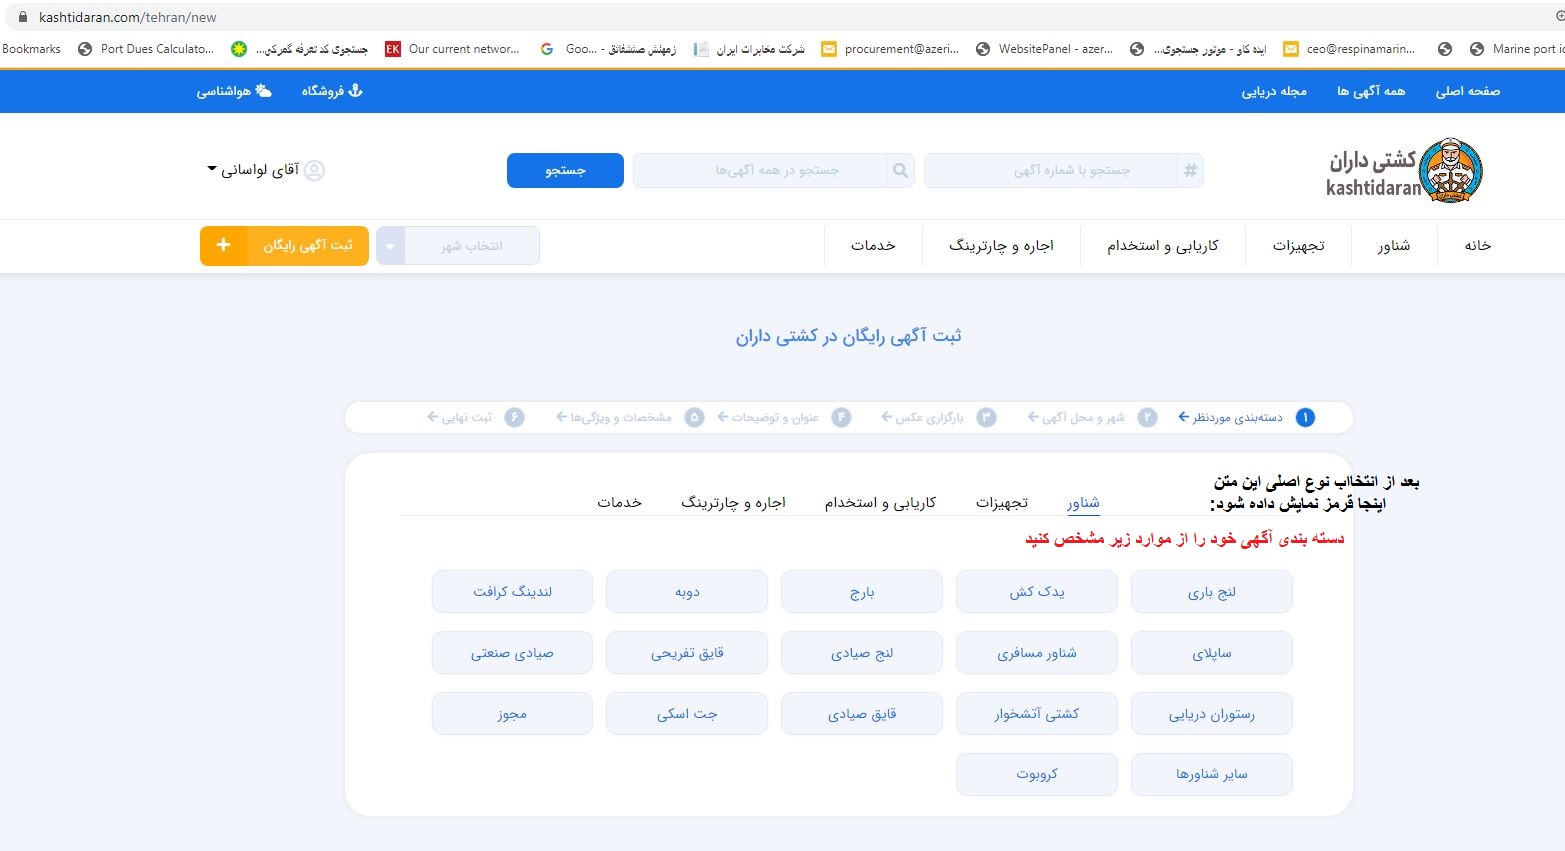 kashtidaran.com/tehran/new
Bookmarks Port Dues Calculato... جستجوی کد تعرفه گمرکی... EK Our current networ... Goo... - زمهنش صثشفاثق شرکت مخابرات ایران procurement@azeri... WebsitePanel - azer... ایده کاو - موتور جستجوی... ceo@respinamarin... Marine port
صفحه اصلی همه آگهی ها مجله دریایی فروشگاه هواشناسی
کشتی داران
kashtidaran
# جستجو با شماره آگهی جستجو در همه آگهی‌ها جستجو آقای لواسانی
خانه شناور تجهیزات کاریابی و استخدام اجاره و چارترینگ خدمات انتخاب شهر ثبت آگهی رایگان +
ثبت آگهی رایگان در کشتی داران
۱ دسته‌بندی موردنظر ۲ شهر و محل آگهی ۳ بارگزاری عکس ۴ عنوان و توضیحات ۵ مشخصات و ویژگی‌ها ۶ ثبت نهایی
بعد از انتخااب نوع اصلی این متن
اینجا قرمز نمایش داده شود:
شناور تجهیزات کاریابی و استخدام اجاره و چارترینگ خدمات
دسته بندی آگهی خود را از موارد زیر مشخص کنید
لنج باری یدک کش بارج دوبه لندینگ کرافت
ساپلای شناور مسافری لنج صیادی قایق تفریحی صیادی صنعتی
رستوران دریایی کشتی آتشخوار قایق صیادی جت اسکی مجوز
سایر شناورها کروبوت